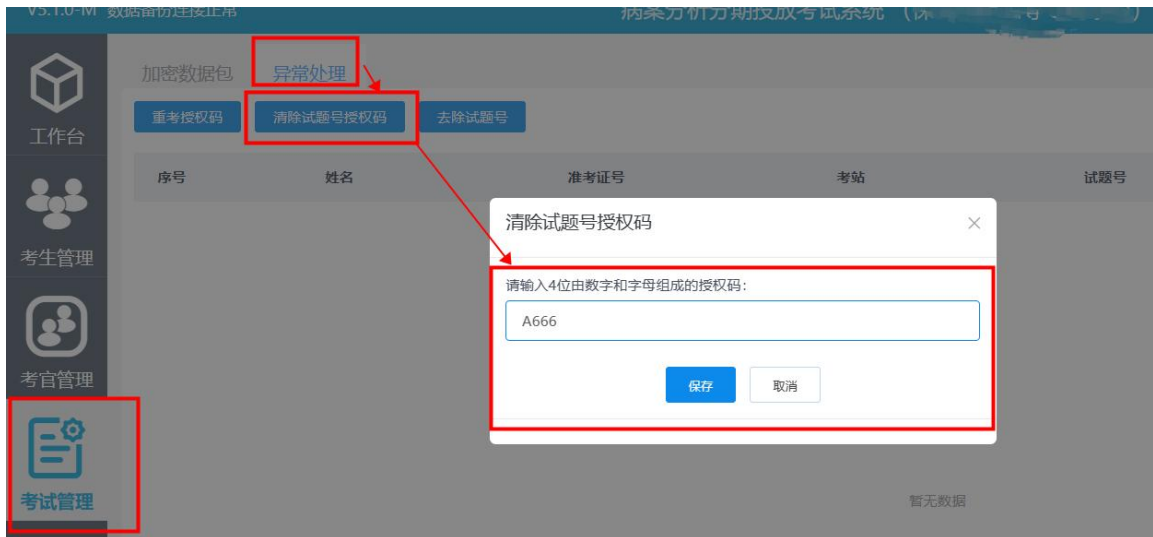 V5.1.0-M 数据备份连接正常
病案分析分期投放考试系统
加密数据包
异常处理
重考授权码
清除试题号授权码
去除试题号
工作台
序号
姓名
准考证号
考站
试题号
清除试题号授权码
考生管理
请输入4位由数字和字母组成的授权码：
A666
保存
取消
考官管理
考试管理
暂无数据